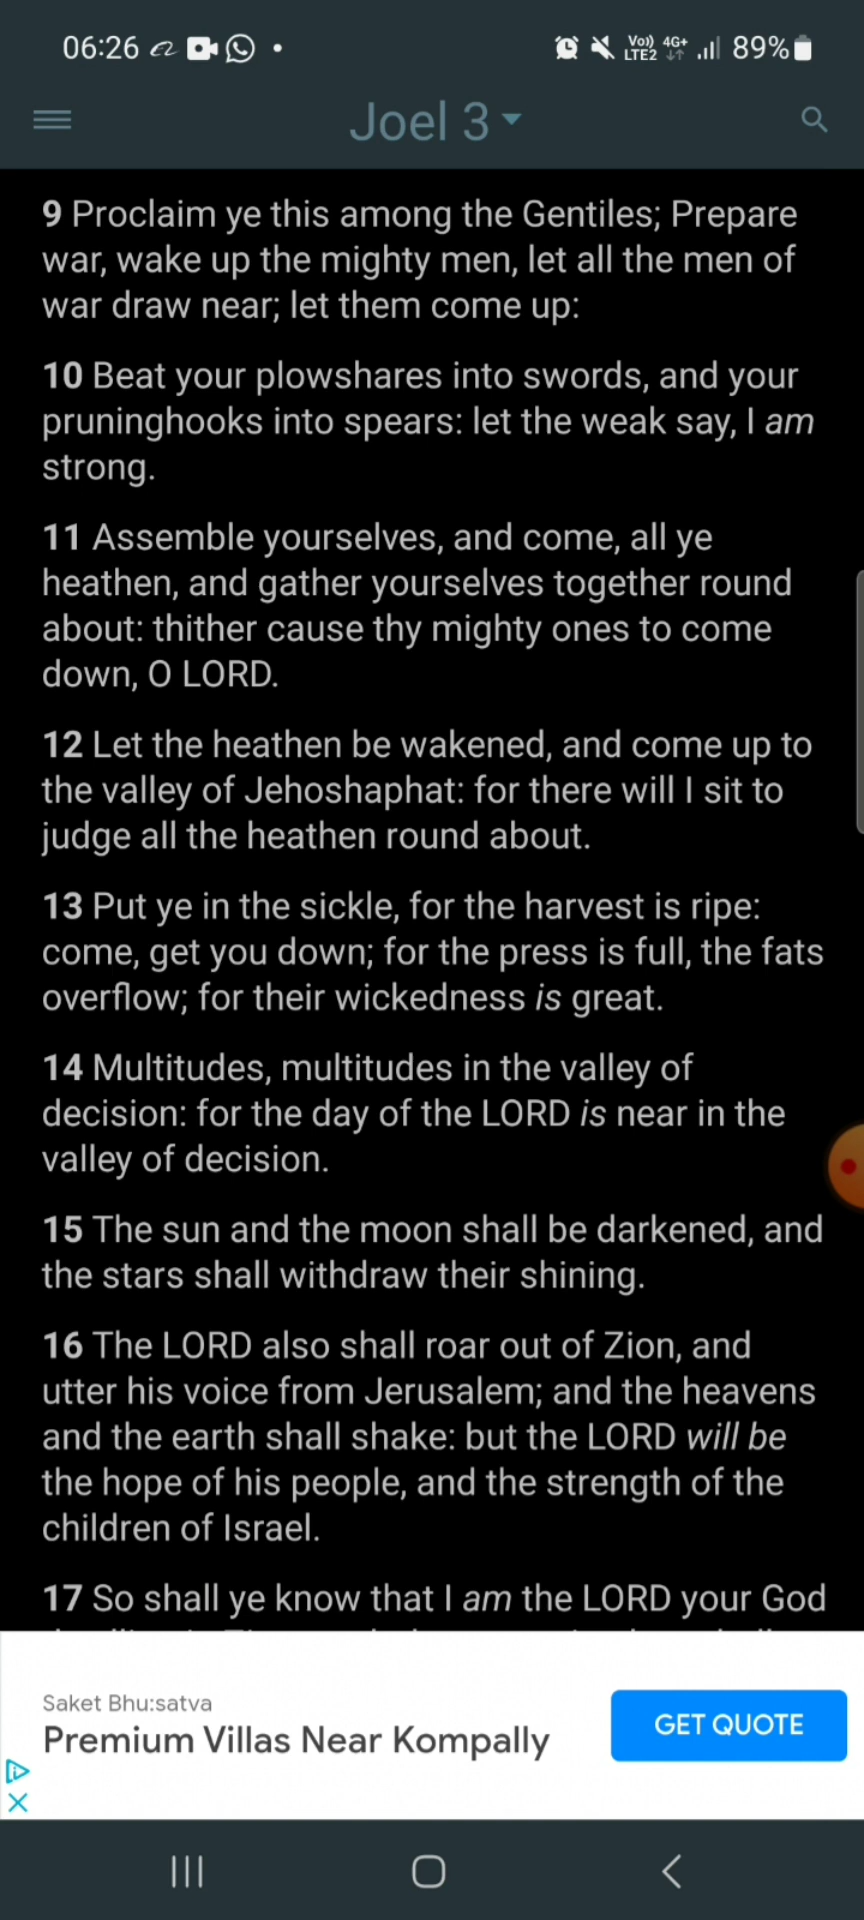 06:26
Vo)) 4G+ 89%
LTE2
Joel 3
9 Proclaim ye this among the Gentiles; Prepare
war, wake up the mighty men, let all the men of
war draw near; let them come up:
10 Beat your plowshares into swords, and your
pruninghooks into spears: let the weak say, I am
strong.
11 Assemble yourselves, and come, all ye
heathen, and gather yourselves together round
about: thither cause thy mighty ones to come
down, O LORD.
12 Let the heathen be wakened, and come up to
the valley of Jehoshaphat: for there will I sit to
judge all the heathen round about.
13 Put ye in the sickle, for the harvest is ripe:
come, get you down; for the press is full, the fats
overflow; for their wickedness is great.
14 Multitudes, multitudes in the valley of
decision: for the day of the LORD is near in the
valley of decision.
15 The sun and the moon shall be darkened, and
the stars shall withdraw their shining.
16 The LORD also shall roar out of Zion, and
utter his voice from Jerusalem; and the heavens
and the earth shall shake: but the LORD will be
the hope of his people, and the strength of the
children of Israel.
17 So shall ye know that I am the LORD your God
Saket Bhu:satva
Premium Villas Near Kompally
GET QUOTE